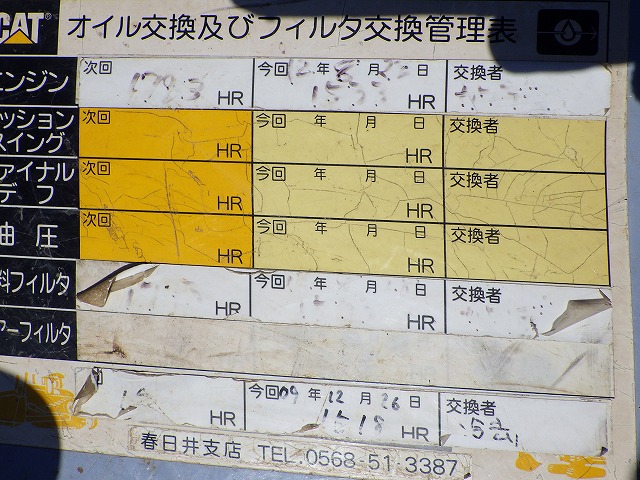 CAT オイル交換及びフィルタ交換管理表
エンジン 次回 HR 今回 年 月 日 HR 交換者
ッション
スイング 次回 HR 今回 年 月 日 HR 交換者
ァイナル
デフ 次回 HR 今回 年 月 日 HR 交換者
油圧 次回 HR 今回 年 月 日 HR 交換者
料フィルタ HR 今回 年 月 日 HR 交換者
アーフィルタ
HR 今回 09 年 12 月 26 日 1518 HR 交換者
春日井支店 TEL.0568-51-3387